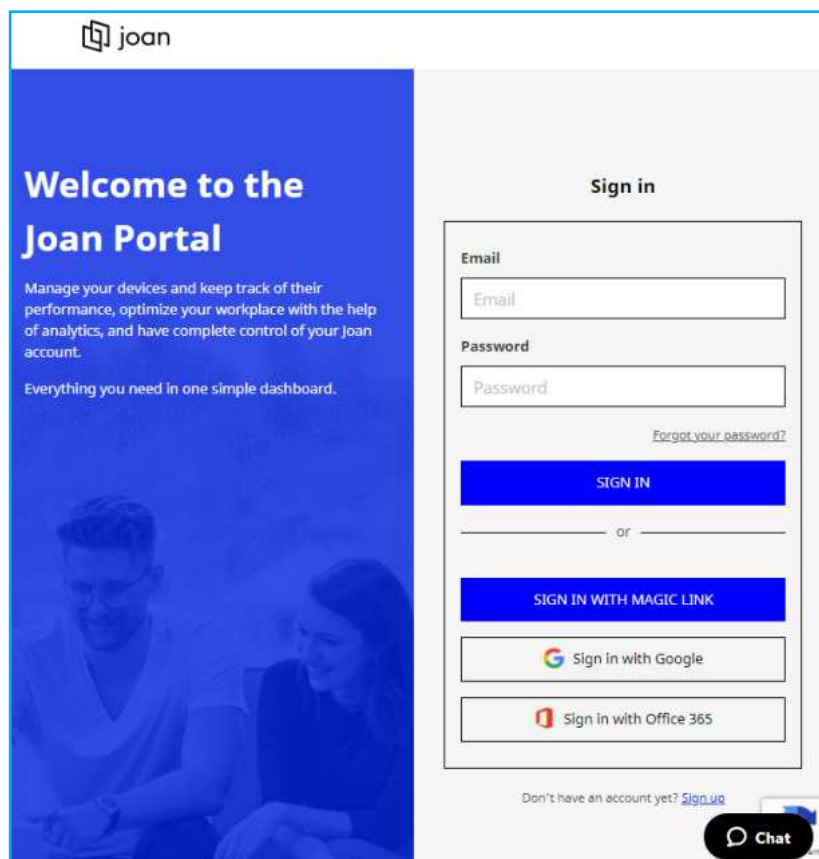 joan
Welcome to the
Joan Portal
Manage your devices and keep track of their
performance, optimize your workplace with the help
of analytics, and have complete control of your Joan
account.
Everything you need in one simple dashboard.
Sign in
Email
Email
Password
Password
Forgot your password?
SIGN IN
or
SIGN IN WITH MAGIC LINK
Sign in with Google
Sign in with Office 365
Don't have an account yet? Sign up
Chat